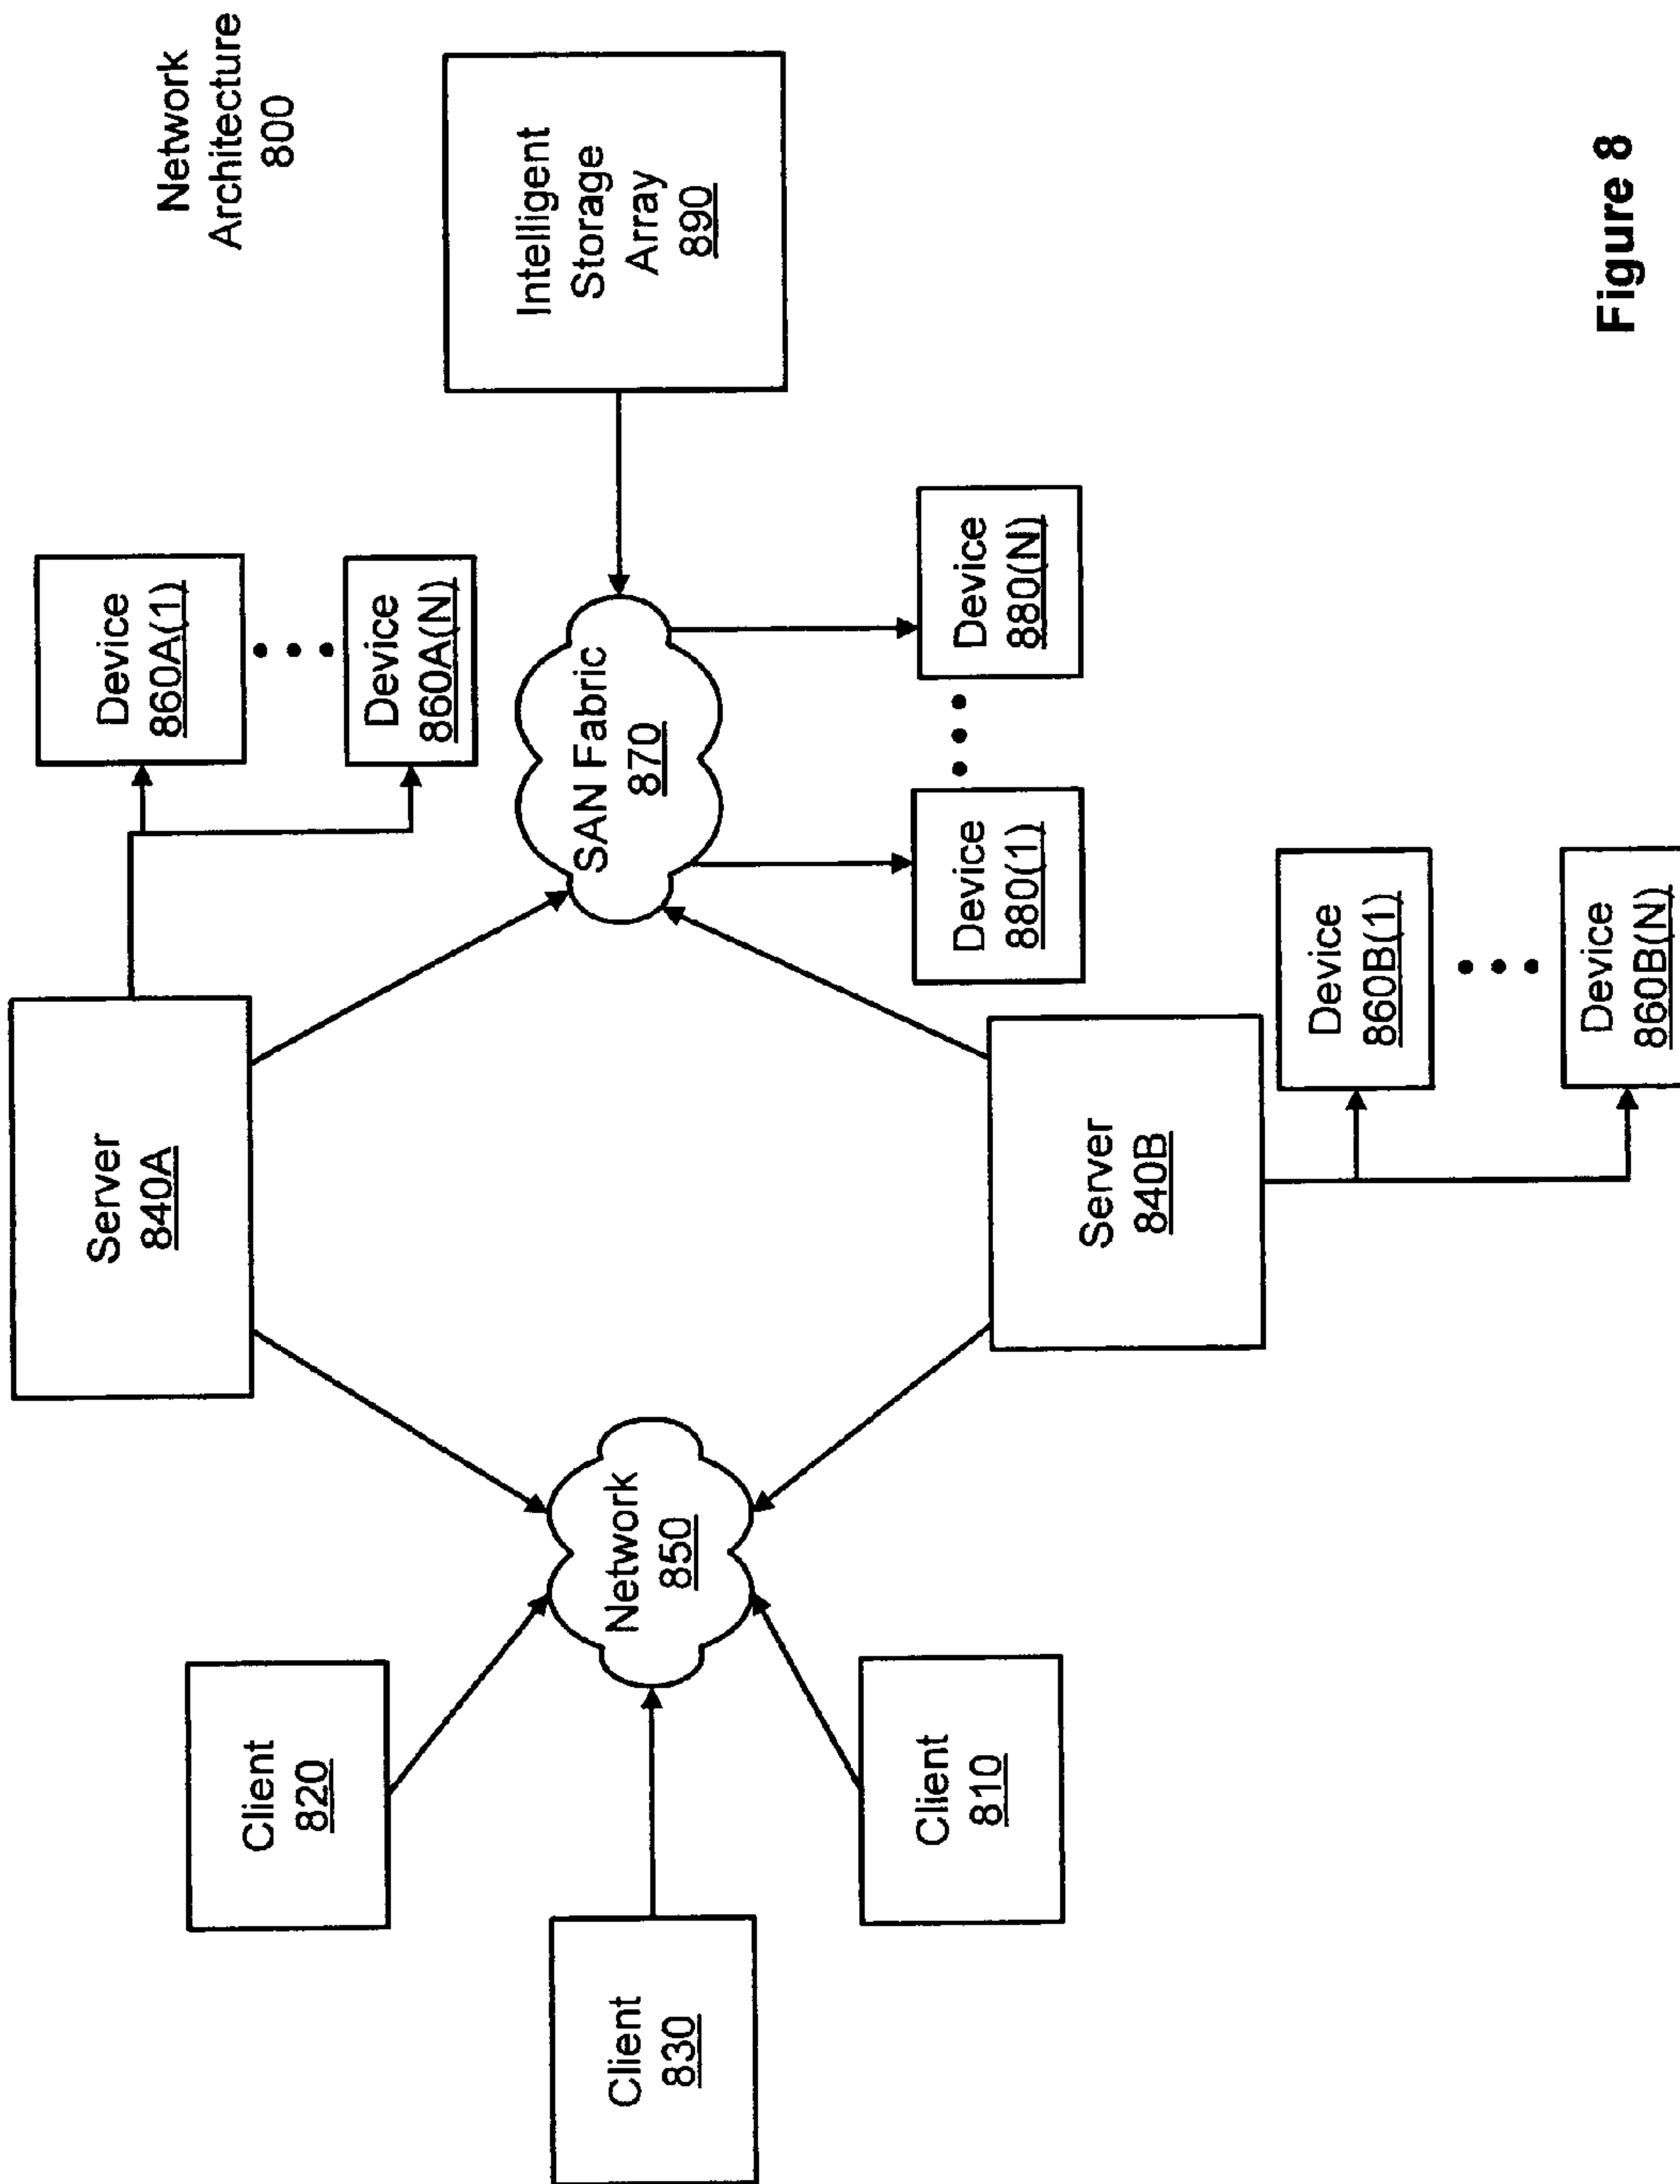 Network
Architecture
800
Device
860A(1)
Device
860A(N)
Server
840A
Intelligent
Storage
Array
890
Client
820
SAN Fabric
870
Network
850
Client
830
Device
880(1)
Device
880(N)
Client
810
Server
840B
Device
860B(1)
Device
860B(N)
Figure 8